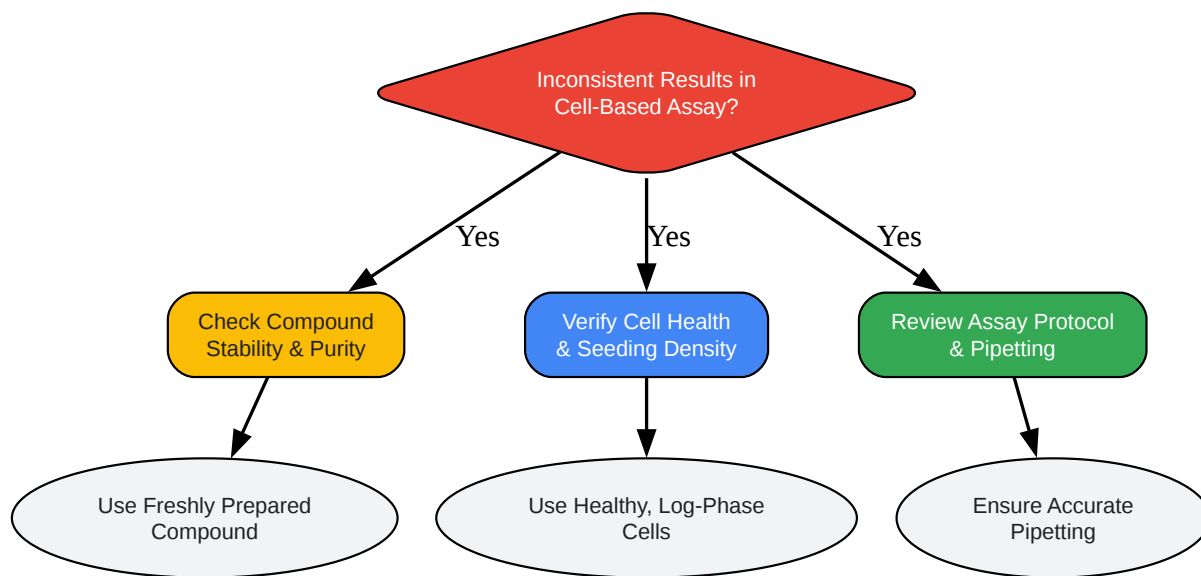 Inconsistent Results in
Cell-Based Assay?
Yes
Yes
Yes
Check Compound
Stability & Purity
Verify Cell Health
& Seeding Density
Review Assay Protocol
& Pipetting
Use Freshly Prepared
Compound
Use Healthy, Log-Phase
Cells
Ensure Accurate
Pipetting